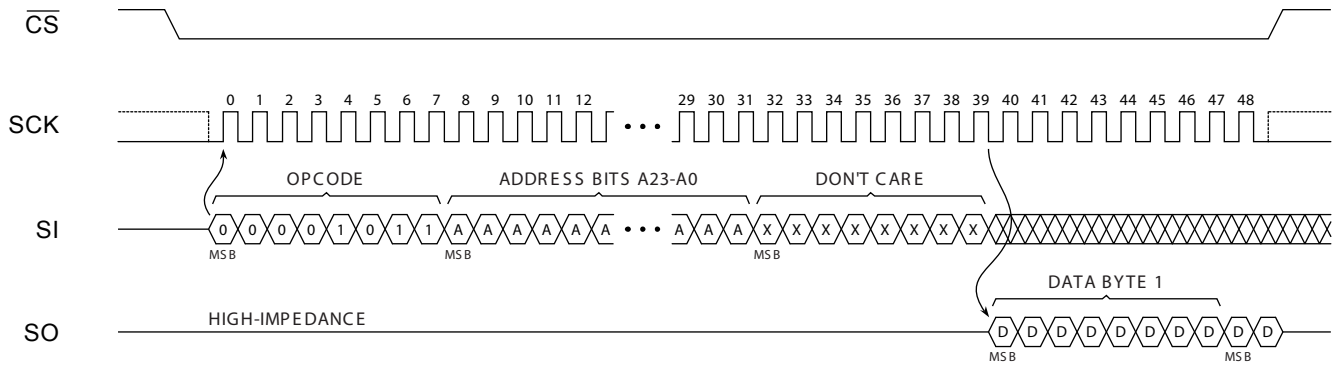 CS
SCK 0 1 2 3 4 5 6 7 8 9 10 11 12 29 30 31 32 33 34 35 36 37 38 39 40 41 42 43 44 45 46 47 48
OPCODE ADDRESS BITS A23-A0 DON'T CARE
SI 0 0 0 0 1 0 1 1 A A A A A A A A A X X X X X X X X
MSB MSB MSB
DATA BYTE 1
HIGH-IMPEDANCE
SO D D D D D D D D D D
MSB MSB